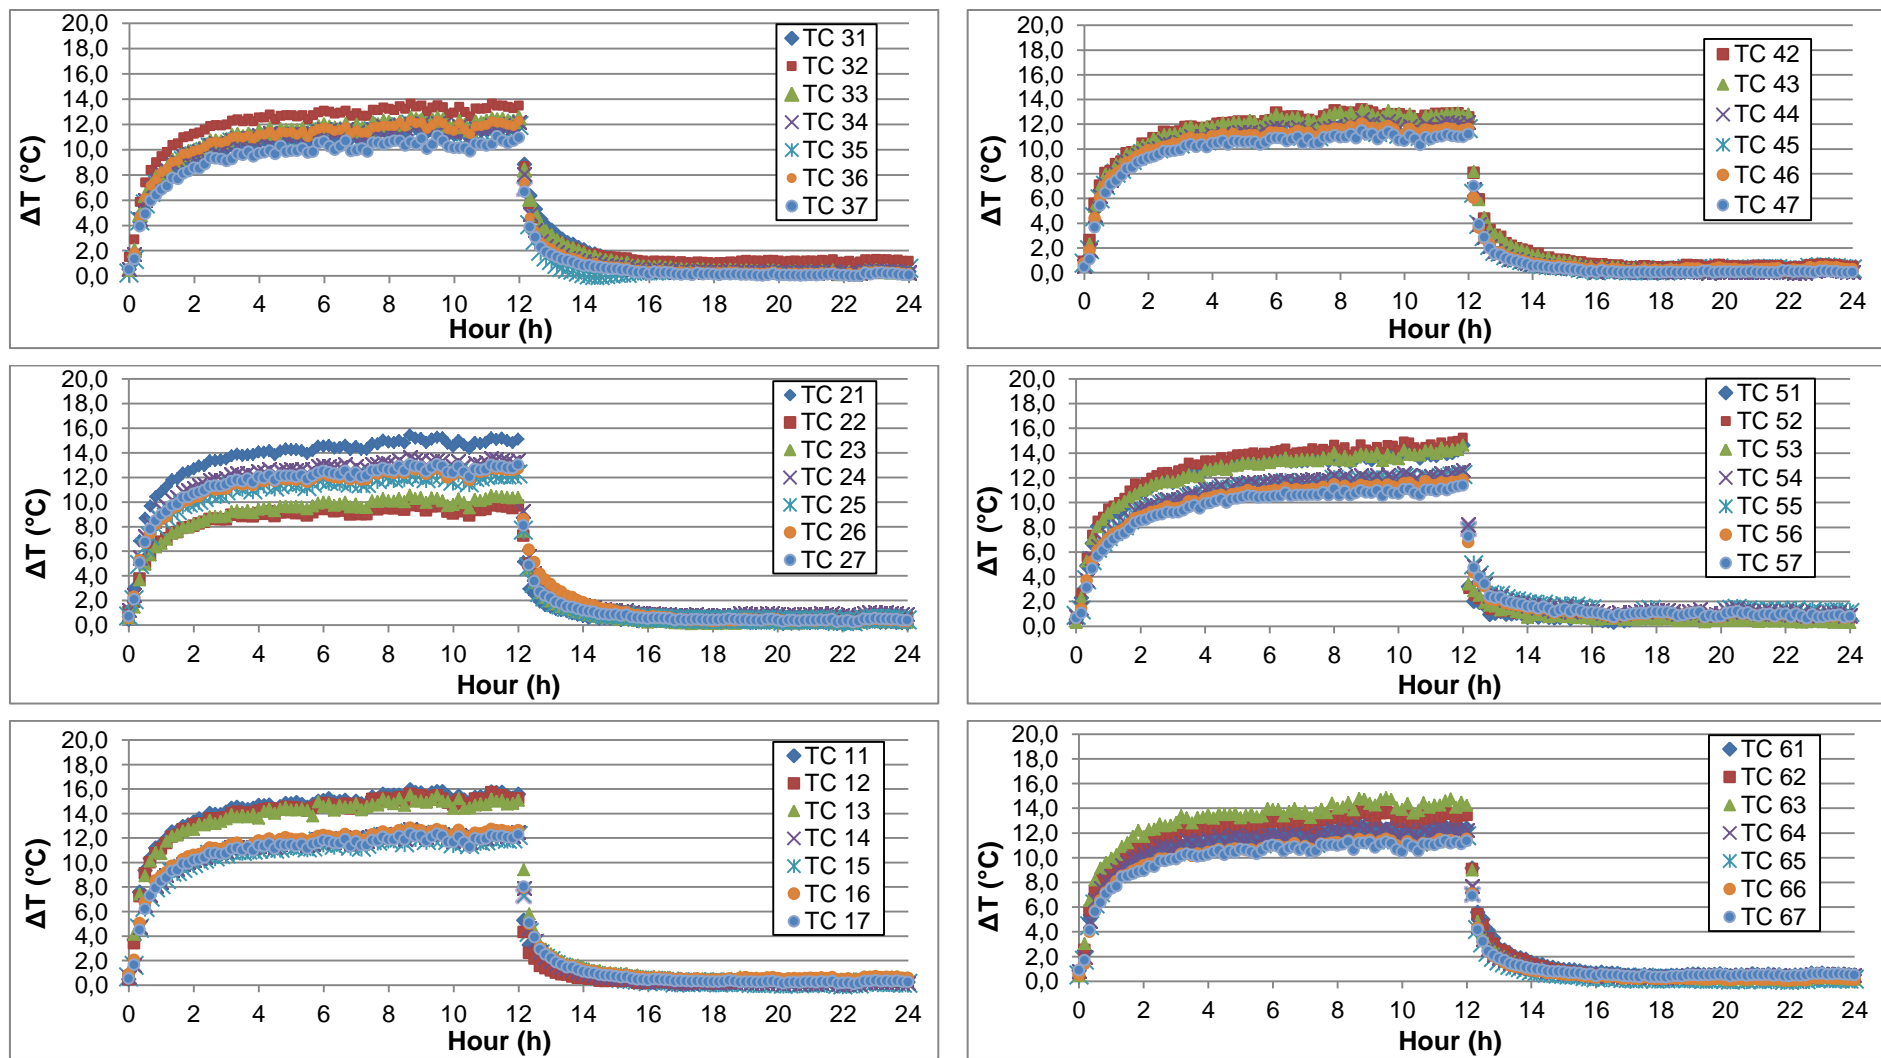 20,0
18,0
16,0
14,0
12,0
10,0
8,0
6,0
4,0
2,0
0,0
ΔT (°C)
0 2 4 6 8 10 12 14 16 18 20 22 24
Hour (h)
TC 31
TC 32
TC 33
TC 34
TC 35
TC 36
TC 37
20,0
18,0
16,0
14,0
12,0
10,0
8,0
6,0
4,0
2,0
0,0
ΔT (°C)
0 2 4 6 8 10 12 14 16 18 20 22 24
Hour (h)
TC 42
TC 43
TC 44
TC 45
TC 46
TC 47
20,0
18,0
16,0
14,0
12,0
10,0
8,0
6,0
4,0
2,0
0,0
ΔT (°C)
0 2 4 6 8 10 12 14 16 18 20 22 24
Hour (h)
TC 21
TC 22
TC 23
TC 24
TC 25
TC 26
TC 27
20,0
18,0
16,0
14,0
12,0
10,0
8,0
6,0
4,0
2,0
0,0
ΔT (°C)
0 2 4 6 8 10 12 14 16 18 20 22 24
Hour (h)
TC 51
TC 52
TC 53
TC 54
TC 55
TC 56
TC 57
20,0
18,0
16,0
14,0
12,0
10,0
8,0
6,0
4,0
2,0
0,0
ΔT (°C)
0 2 4 6 8 10 12 14 16 18 20 22 24
Hour (h)
TC 11
TC 12
TC 13
TC 14
TC 15
TC 16
TC 17
20,0
18,0
16,0
14,0
12,0
10,0
8,0
6,0
4,0
2,0
0,0
ΔT (°C)
0 2 4 6 8 10 12 14 16 18 20 22 24
Hour (h)
TC 61
TC 62
TC 63
TC 64
TC 65
TC 66
TC 67